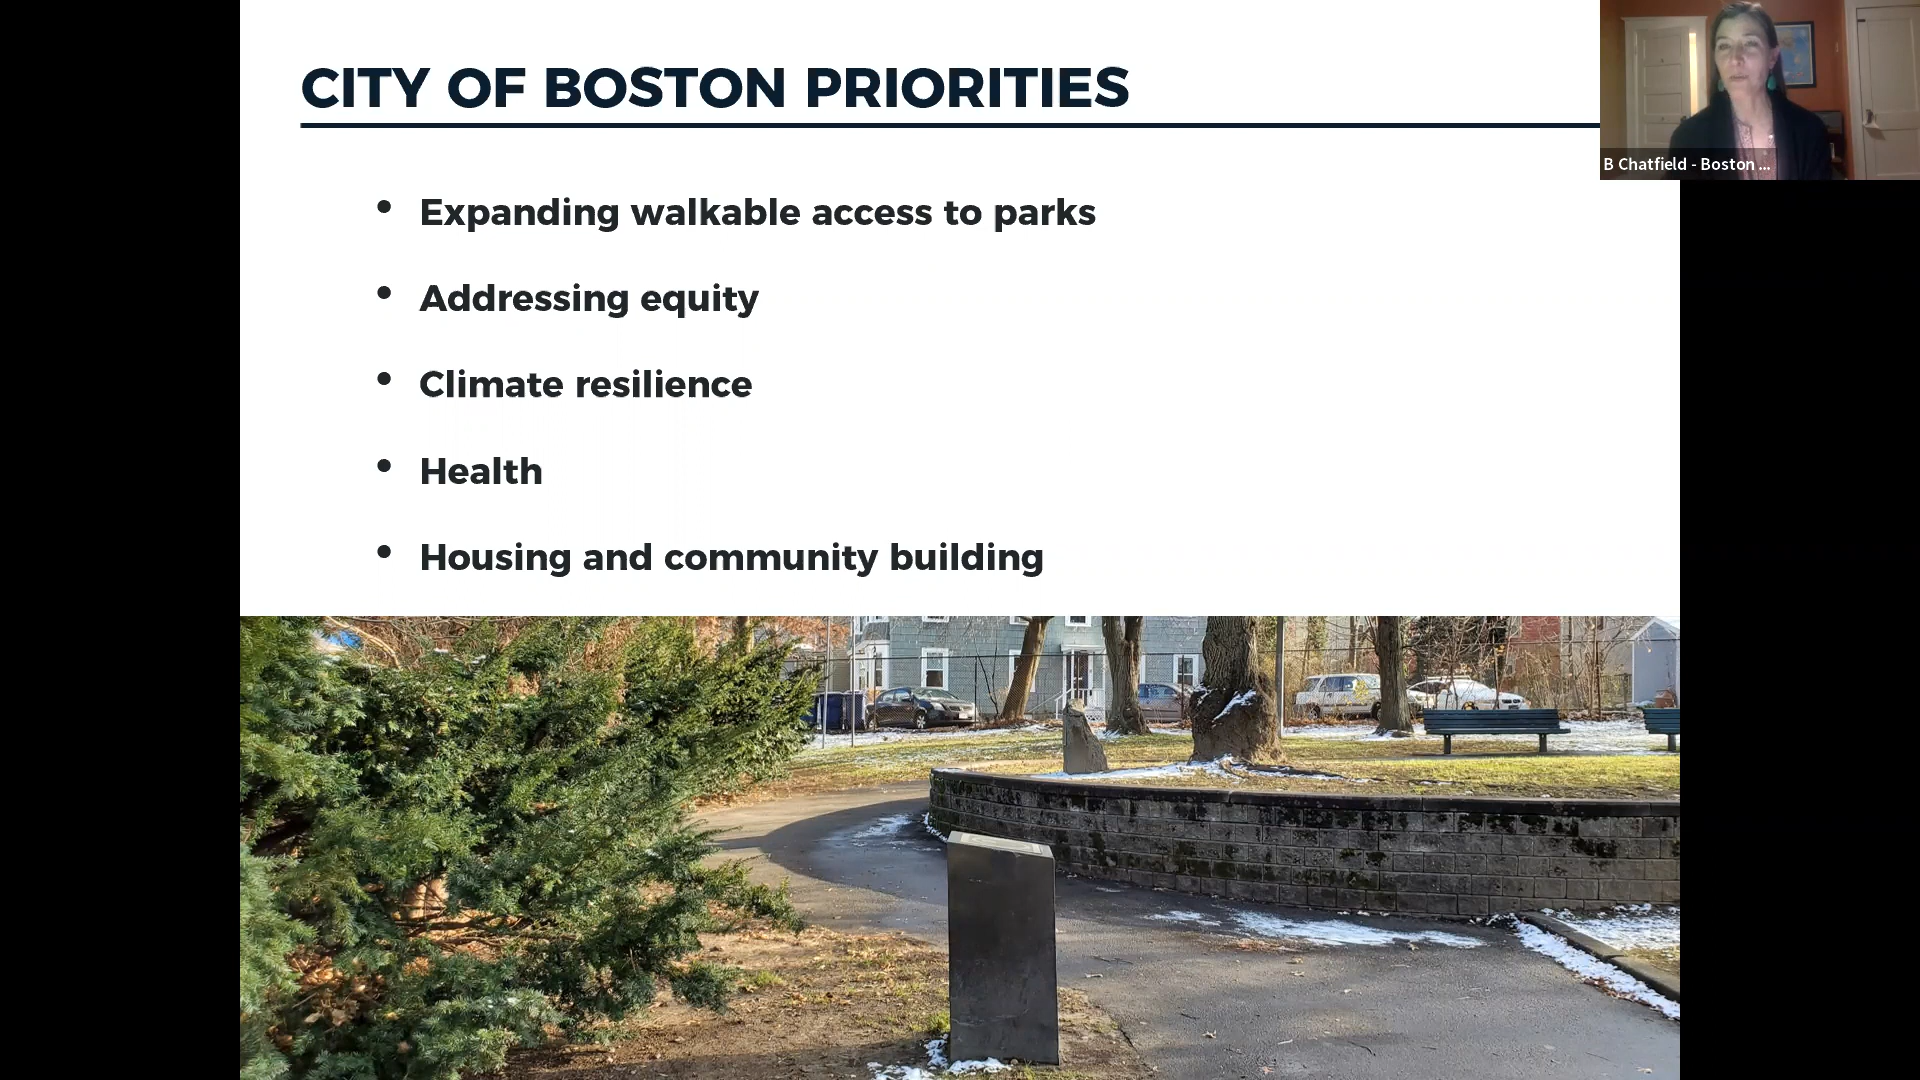 CITY OF BOSTON PRIORITIES
B Chatfield - Boston ...
• Expanding walkable access to parks
• Addressing equity
• Climate resilience
• Health
• Housing and community building